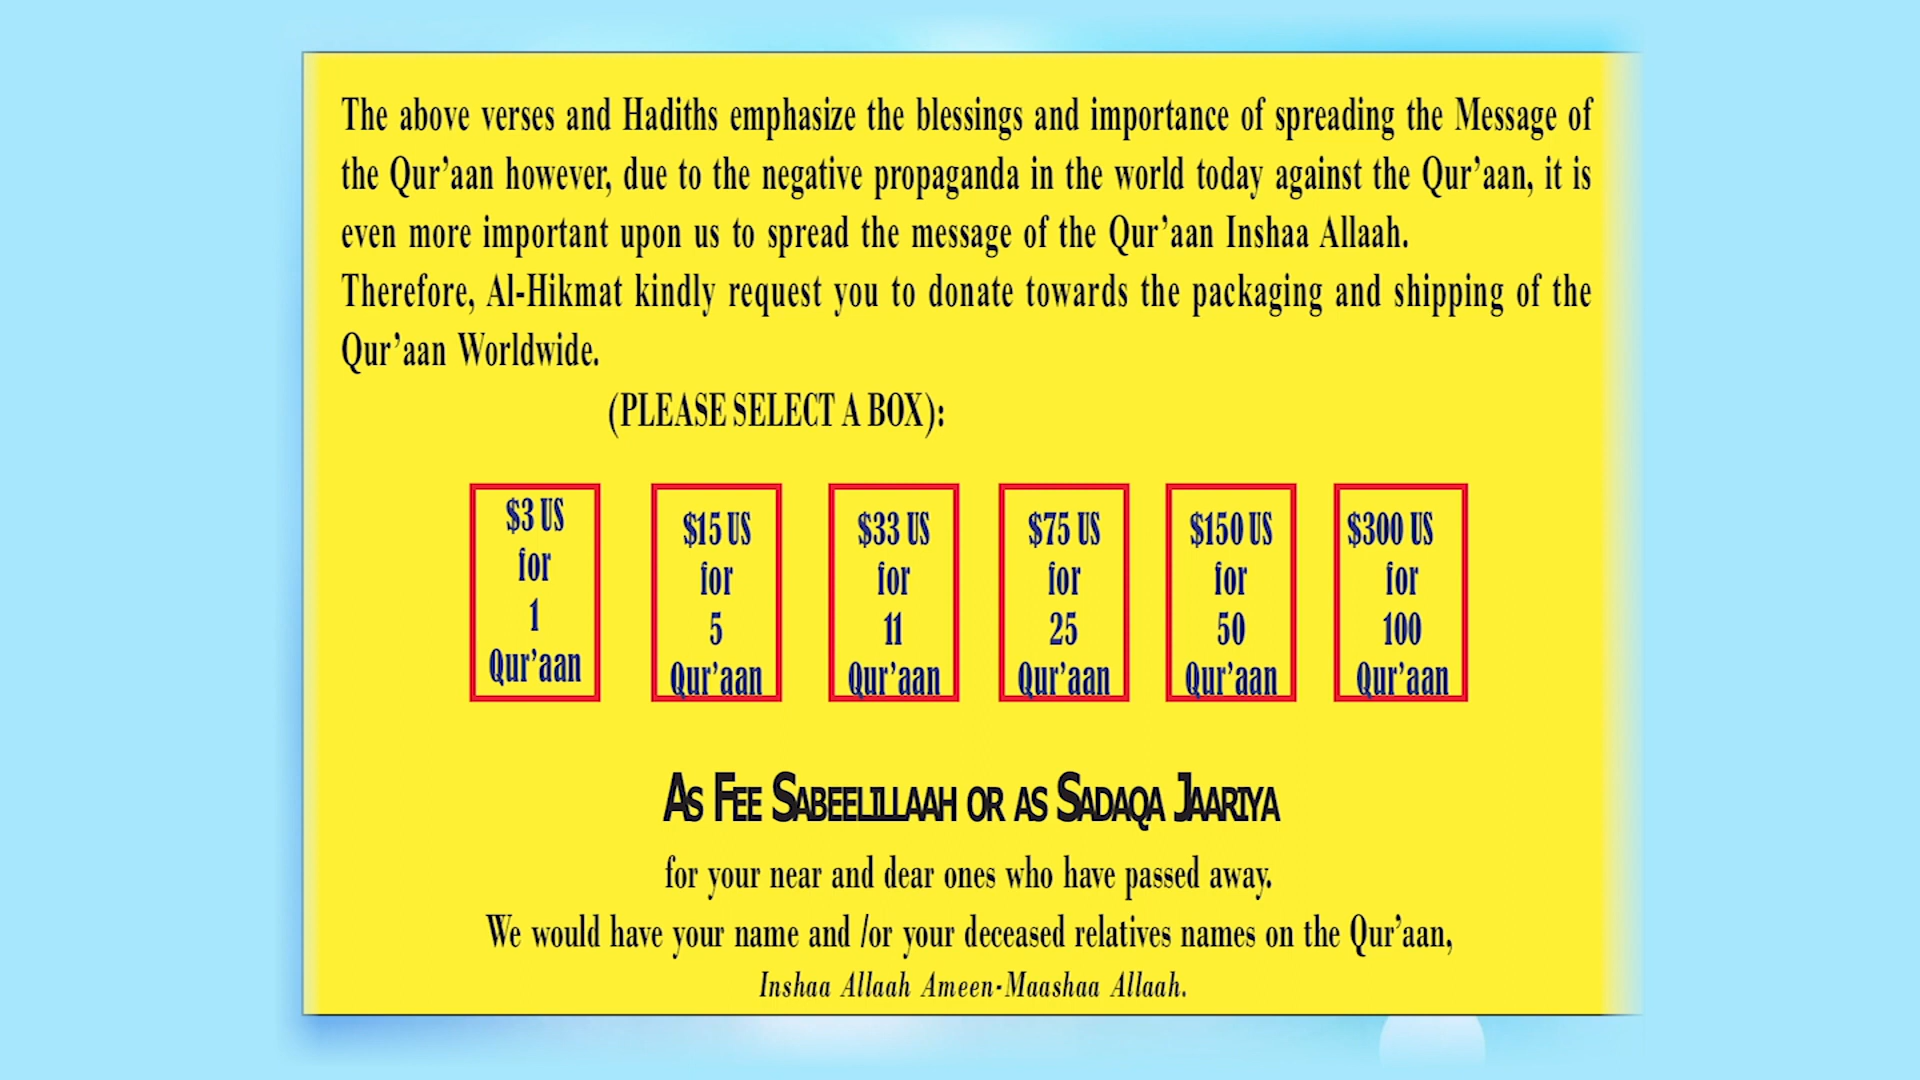 The above verses and Hadiths emphasize the blessings and importance of spreading the Message of
the Qur’aan however, due to the negative propaganda in the world today against the Qur’aan, it is
even more important upon us to spread the message of the Qur’aan Inshaa Allaah.
Therefore, Al-Hikmat kindly request you to donate towards the packaging and shipping of the
Qur’aan Worldwide.
(PLEASE SELECT A BOX):
$3 US
for
1
Qur’aan
$15 US
for
5
Qur’aan
$33 US
for
11
Qur’aan
$75 US
for
25
Qur’aan
$150 US
for
50
Qur’aan
$300 US
for
100
Qur’aan
As Fee Sabeelillaah or as Sadaqa Jaariya
for your near and dear ones who have passed away.
We would have your name and /or your deceased relatives names on the Qur’aan,
Inshaa Allaah Ameen-Maashaa Allaah.